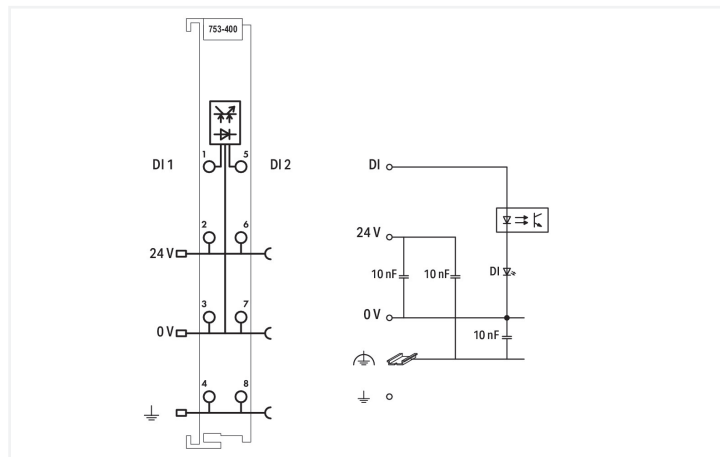 753-400
1 5
DI 1 DI 2
2 6
24 V
3 7
0 V
4 8
DI
24 V
10 nF 10 nF DI
0 V
10 nF